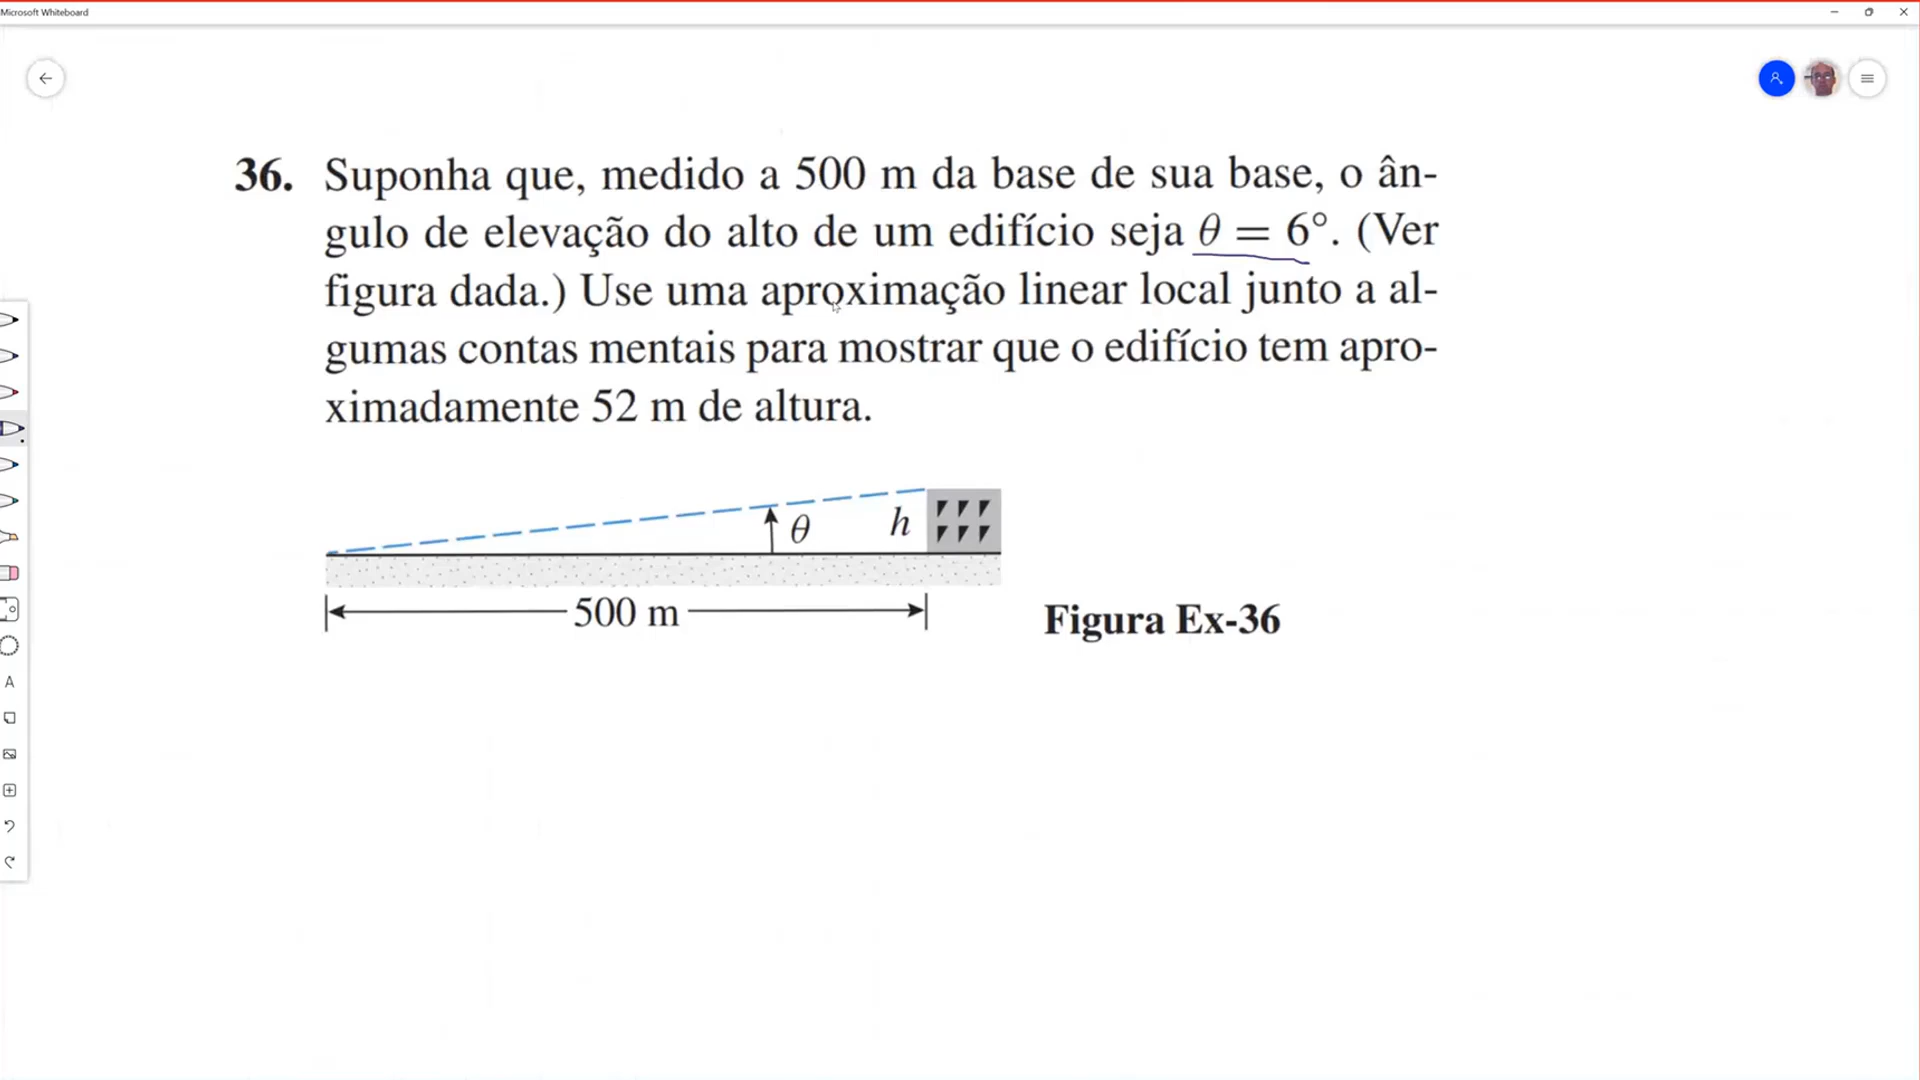 Microsoft Whiteboard
36. Suponha que, medido a 500 m da base de sua base, o ân-
gulo de elevação do alto de um edifício seja θ = 6°. (Ver
figura dada.) Use uma aproximação linear local junto a al-
gumas contas mentais para mostrar que o edifício tem apro-
ximadamente 52 m de altura.
θ
h
500 m
Figura Ex-36
A